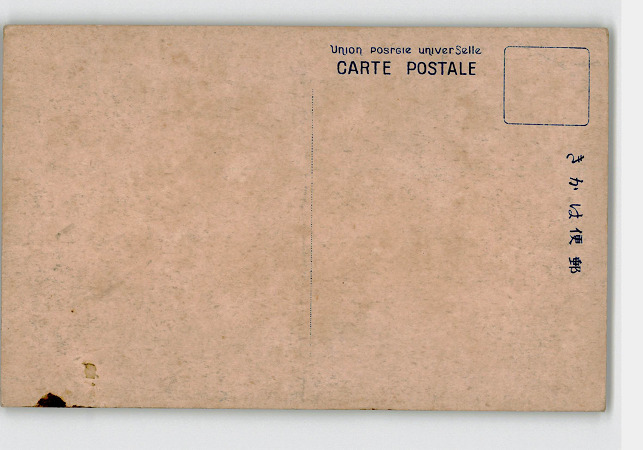 Union posrGie univerSelle
CARTE POSTALE
きかは便郵